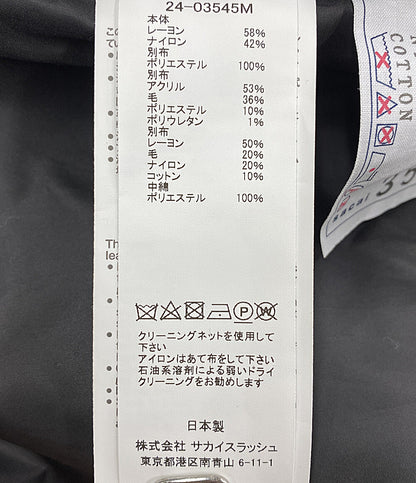 24-03545M
本体
レーヨン 58%
ナイロン 42%
別布
ポリエステル 100%
別布
アクリル 53%
毛 36%
ポリエステル 10%
ポリウレタン 1%
別布
レーヨン 50%
毛 20%
ナイロン 20%
コットン 10%
中綿
ポリエステル 100%
クリーニングネットを使用して
下さい
アイロンはあて布をして下さい
石油系溶剤による弱いドライ
クリーニングをお勧めします
日本製
株式会社 サカイスラッシュ
東京都港区南青山 6-11-1
COTTON
sacai
35